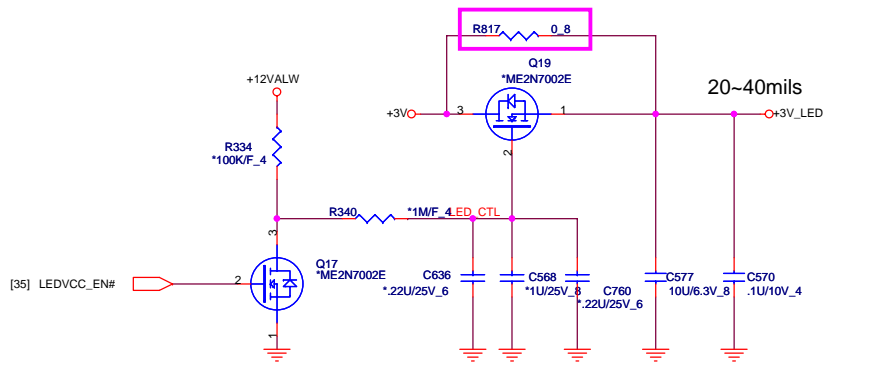 R817 0_8
Q19
*ME2N7002E
+12VALW
20~40mils
+3V 3 1 +3V_LED
R334
*100K/F_4
2
R340 *1M/F_4 LED_CTL
3
Q17
*ME2N7002E
[35] LEDVCC_EN# 2
C636
*.22U/25V_6
C568
*1U/25V_8
C760
*.22U/25V_6
C577
10U/6.3V_8
C570
.1U/10V_4
1